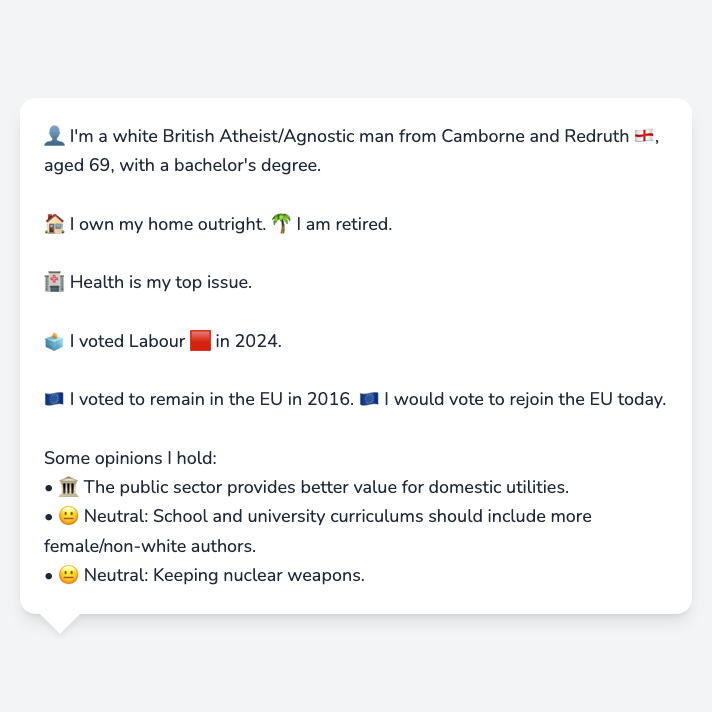 👤 I'm a white British Atheist/Agnostic man from Camborne and Redruth 🏴󠁧󠁢󠁥󠁮󠁧󠁿,
aged 69, with a bachelor's degree.
🏠 I own my home outright. 🌴 I am retired.
🏥 Health is my top issue.
🗳️ I voted Labour 🟥 in 2024.
🇪🇺 I voted to remain in the EU in 2016. 🇪🇺 I would vote to rejoin the EU today.
Some opinions I hold:
• 🏛️ The public sector provides better value for domestic utilities.
• 😐 Neutral: School and university curriculums should include more
female/non-white authors.
• 😐 Neutral: Keeping nuclear weapons.